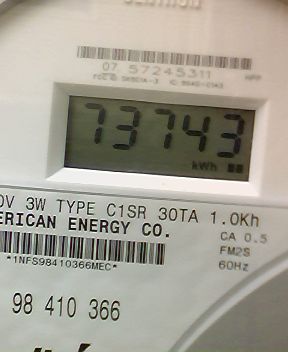 CENTRON
07 57245311
73743
kWh
0V 3W TYPE C1SR 30TA 1.0Kh
ERICAN ENERGY CO.
CA 0.5
FM2S
60Hz
*1NFS98410366MEC*
98 410 366